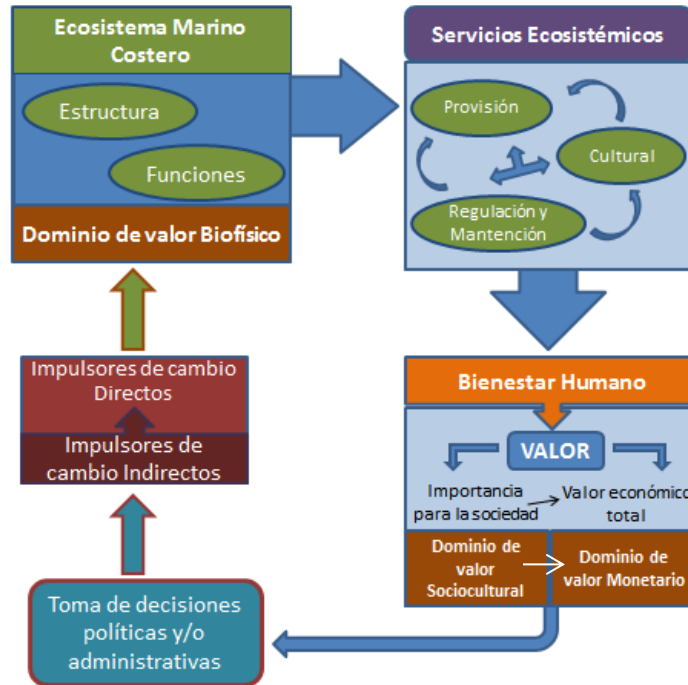 Ecosistema Marino
Costero
Estructura
Funciones
Dominio de valor Biofísico
Servicios Ecosistémicos
Provisión
Cultural
Regulación y
Mantención
Bienestar Humano
VALOR
Importancia
para la sociedad
Valor económico
total
Dominio de
valor
Sociocultural
Dominio de
valor Monetario
Impulsores de cambio
Directos
Impulsores de
cambio Indirectos
Toma de decisiones
políticas y/o
administrativas